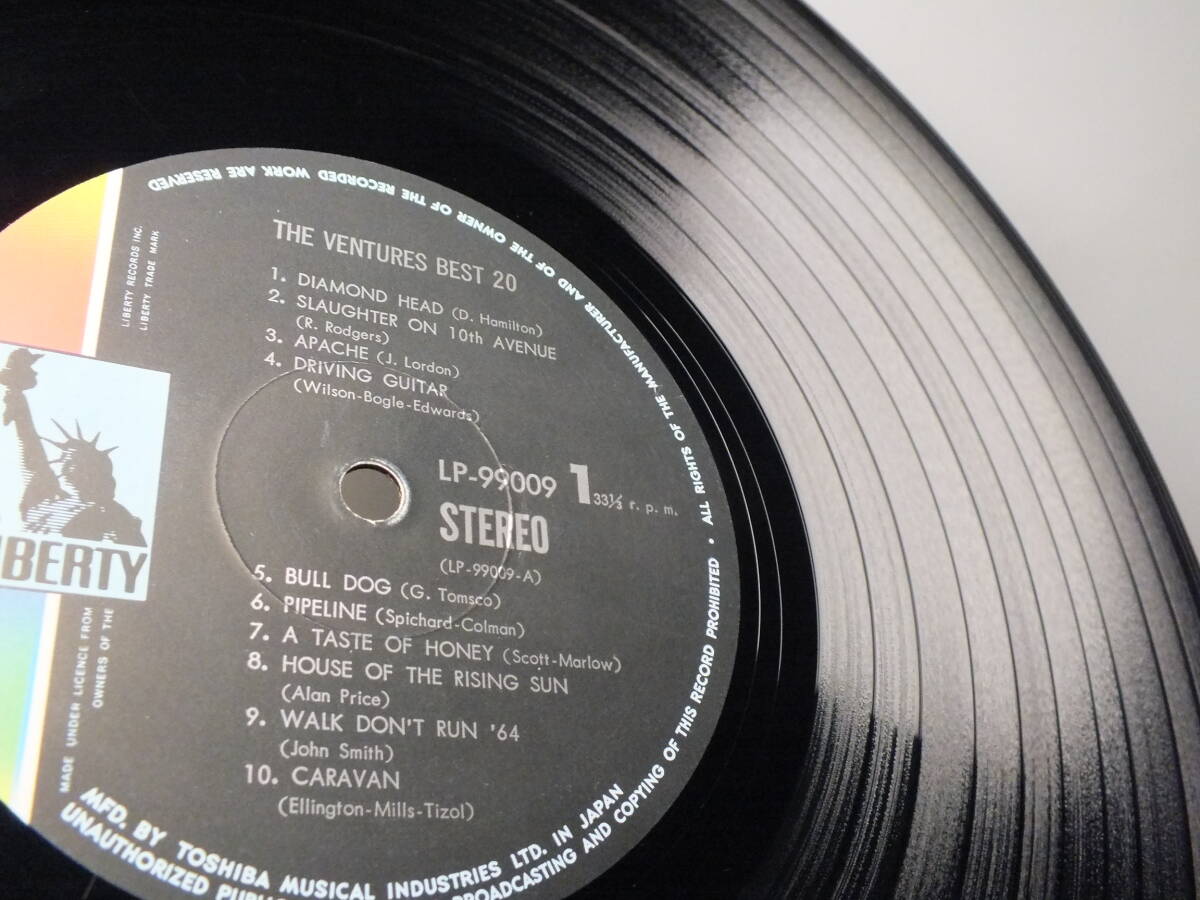 THE VENTURES BEST 20
1. DIAMOND HEAD (D. Hamilton)
2. SLAUGHTER ON 10th AVENUE
(R. Rodgers)
3. APACHE (J. Lordon)
4. DRIVING GUITAR
(Wilson-Bogle-Edwards)
LP-99009 1 33⅓ r. p. m.
STEREO
(LP-99009-A)
5. BULL DOG (G. Tomsco)
6. PIPELINE (Spichard-Colman)
7. A TASTE OF HONEY (Scott-Marlow)
8. HOUSE OF THE RISING SUN
(Alan Price)
9. WALK DON'T RUN '64
(John Smith)
10. CARAVAN
(Ellington-Mills-Tizol)
LIBERTY RECORDS INC.
LIBERTY TRADE MARK
LIBERTY
MADE UNDER LICENCE FROM
OWNERS OF THE
MFD. BY TOSHIBA MUSICAL INDUSTRIES LTD. IN JAPAN
UNAUTHORIZED BROADCASTING AND COPYING OF THIS RECORD PROHIBITED • ALL RIGHTS OF THE MANUFACTURER AND OF THE OWNER OF THE RECORDED WORK ARE RESERVED